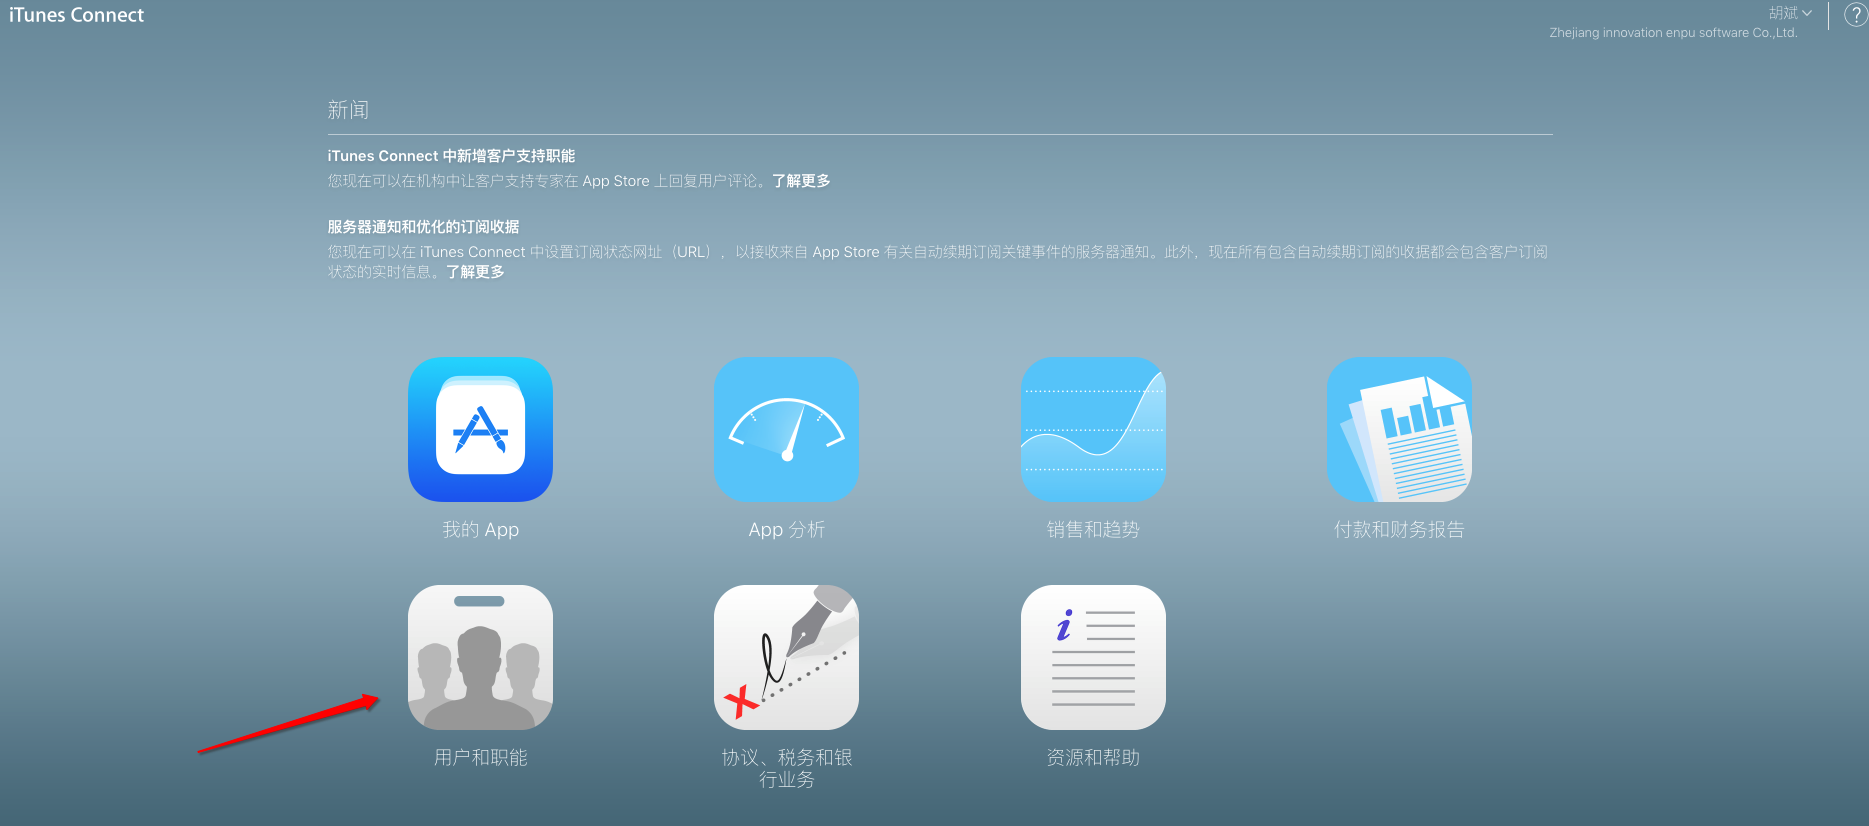 iTunes Connect
胡斌
Zhejiang innovation enpu software Co.,Ltd.
?
新闻
iTunes Connect 中新增客户支持职能
您现在可以在机构中让客户支持专家在 App Store 上回复用户评论。了解更多
服务器通知和优化的订阅收据
您现在可以在 iTunes Connect 中设置订阅状态网址（URL），以接收来自 App Store 有关自动续期订阅关键事件的服务器通知。此外，现在所有包含自动续期订阅的收据都会包含客户订阅
状态的实时信息。了解更多
我的 App
App 分析
销售和趋势
付款和财务报告
用户和职能
协议、税务和银
行业务
资源和帮助